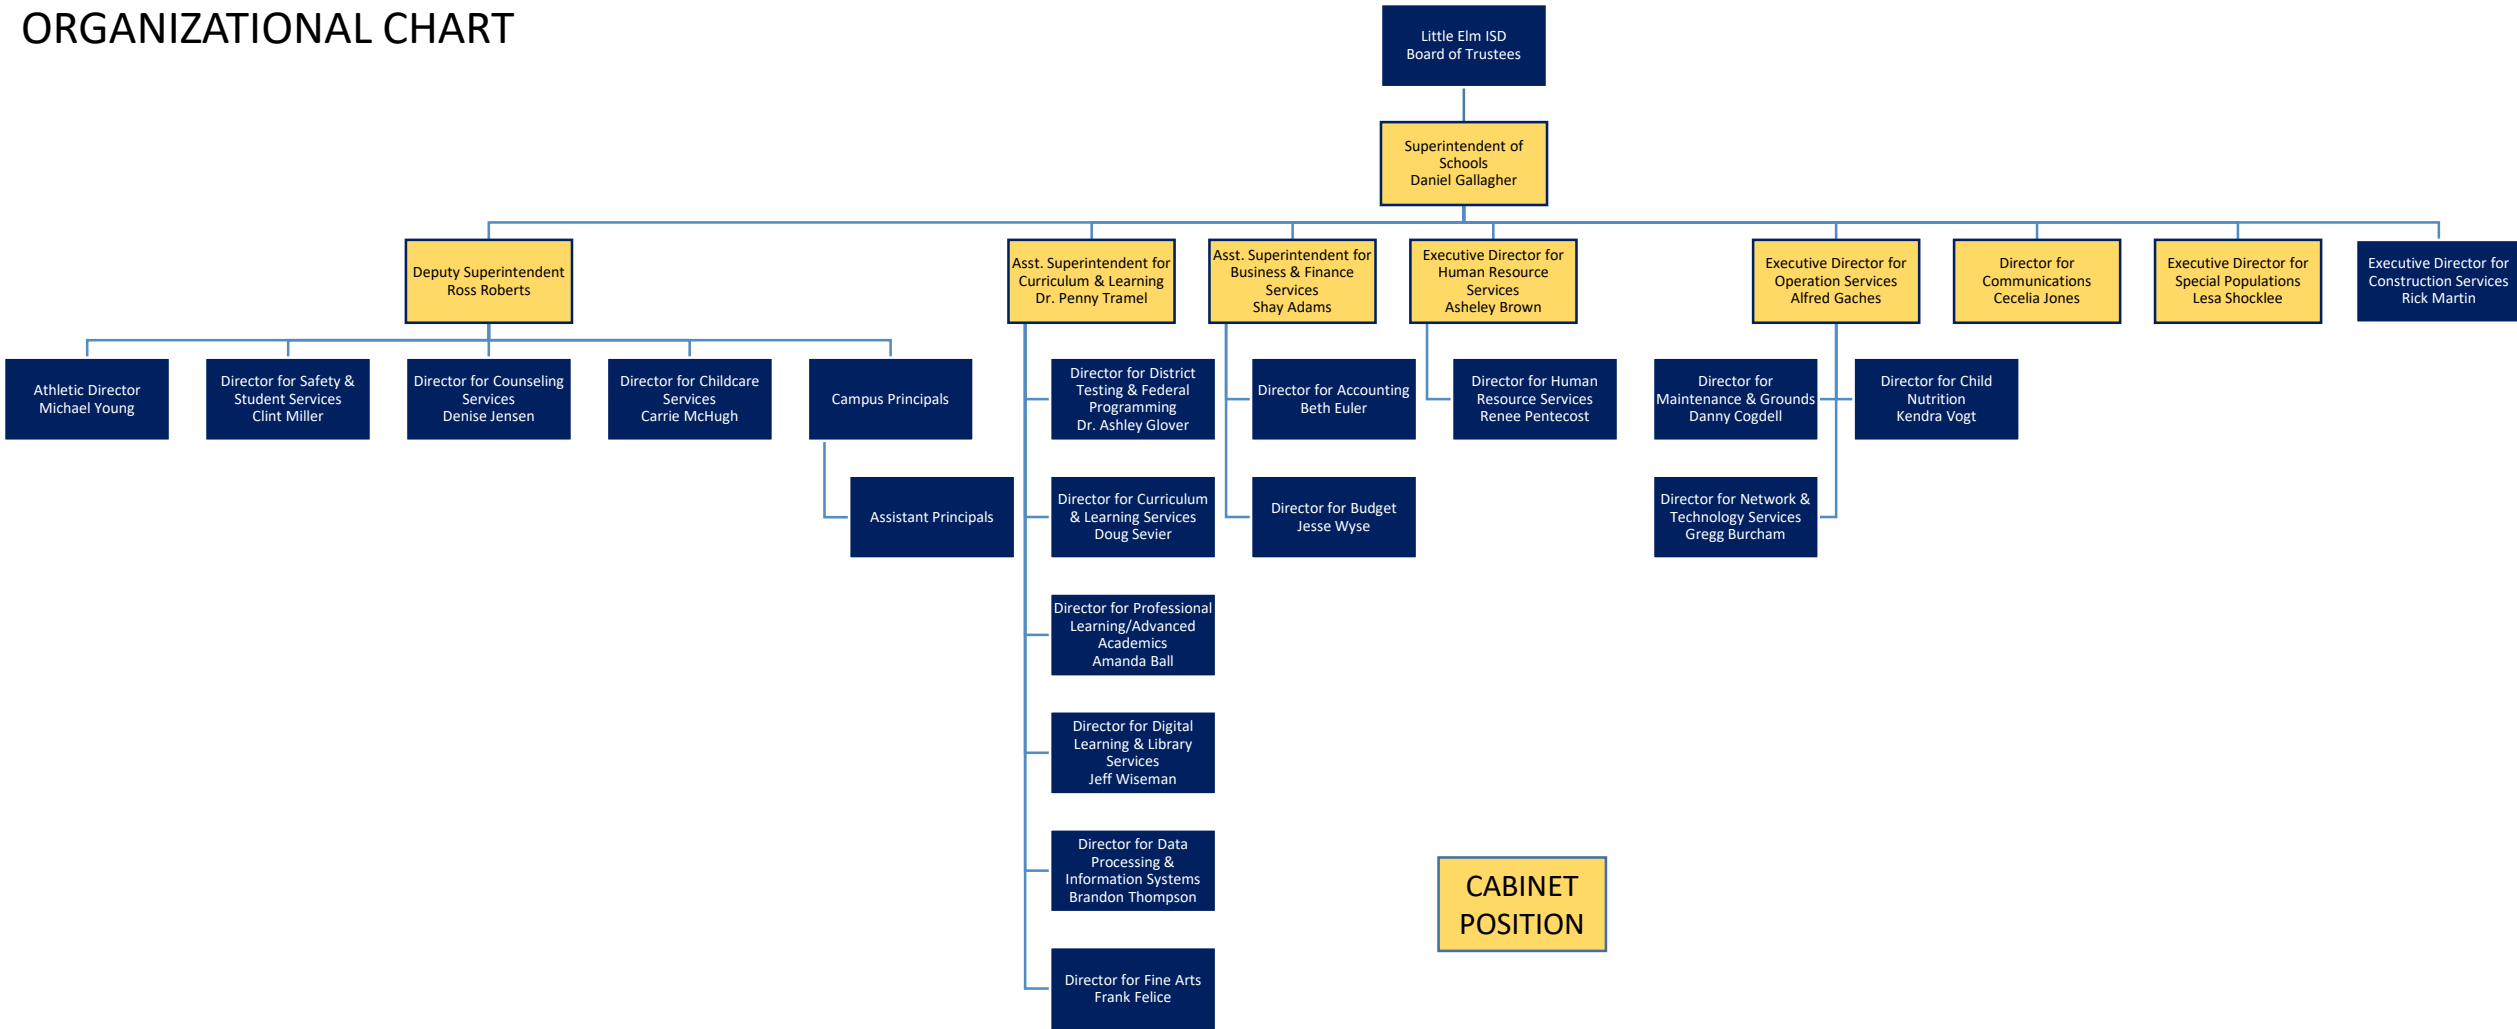 ORGANIZATIONAL CHART
Little Elm ISD
Board of Trustees
Superintendent of
Schools
Daniel Gallagher
Deputy Superintendent
Ross Roberts
Asst. Superintendent for
Curriculum & Learning
Dr. Penny Tramel
Asst. Superintendent for
Business & Finance
Services
Shay Adams
Executive Director for
Human Resource
Services
Asheley Brown
Executive Director for
Operation Services
Alfred Gaches
Director for
Communications
Cecelia Jones
Executive Director for
Special Populations
Lesa Shocklee
Executive Director for
Construction Services
Rick Martin
Athletic Director
Michael Young
Director for Safety &
Student Services
Clint Miller
Director for Counseling
Services
Denise Jensen
Director for Childcare
Services
Carrie McHugh
Campus Principals
Director for District
Testing & Federal
Programming
Dr. Ashley Glover
Director for Accounting
Beth Euler
Director for Human
Resource Services
Renee Pentecost
Director for
Maintenance & Grounds
Danny Cogdell
Director for Child
Nutrition
Kendra Vogt
Assistant Principals
Director for Curriculum
& Learning Services
Doug Sevier
Director for Budget
Jesse Wyse
Director for Network &
Technology Services
Gregg Burcham
Director for Professional
Learning/Advanced
Academics
Amanda Ball
Director for Digital
Learning & Library
Services
Jeff Wiseman
Director for Data
Processing &
Information Systems
Brandon Thompson
CABINET
POSITION
Director for Fine Arts
Frank Felice